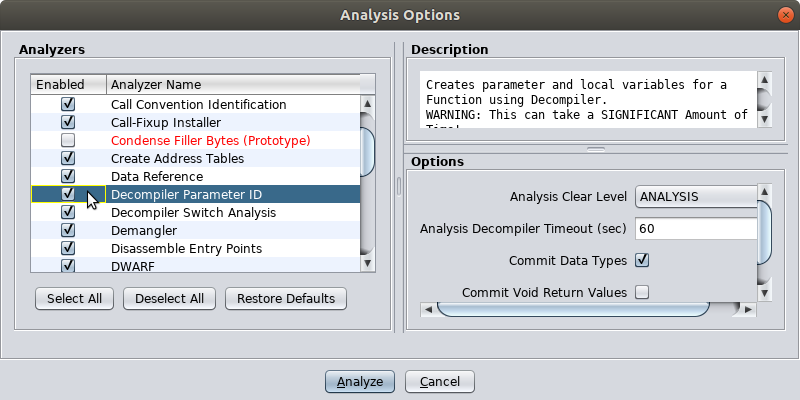 Analysis Options
Analyzers
Enabled Analyzer Name
Call Convention Identification
Call-Fixup Installer
Condense Filler Bytes (Prototype)
Create Address Tables
Data Reference
Decompiler Parameter ID
Decompiler Switch Analysis
Demangler
Disassemble Entry Points
DWARF
Select All Deselect All Restore Defaults
Description
Creates parameter and local variables for a
Function using Decompiler.
WARNING: This can take a SIGNIFICANT Amount of
Time!
Options
Analysis Clear Level ANALYSIS
Analysis Decompiler Timeout (sec) 60
Commit Data Types
Commit Void Return Values
Analyze Cancel